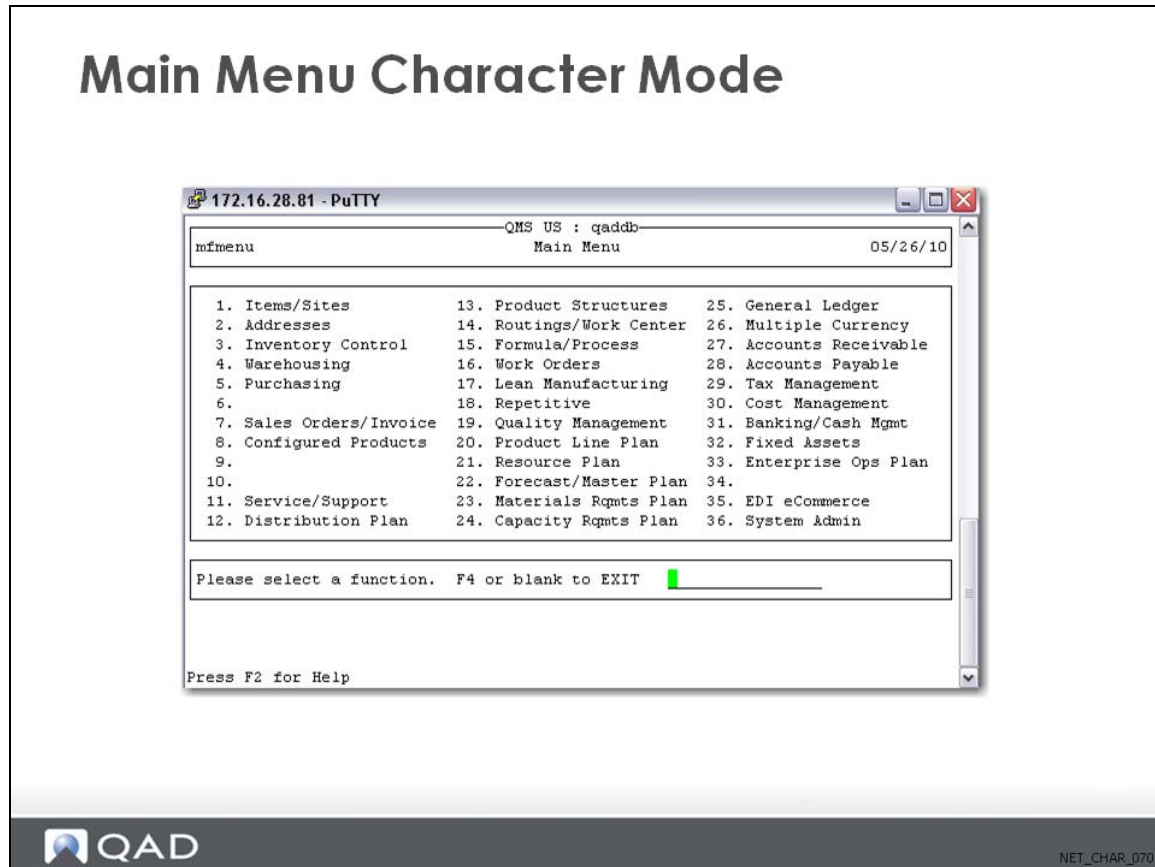 Main Menu Character Mode
172.16.28.81 - PuTTY
QMS US : qaddb
mfmenu Main Menu 05/26/10
1. Items/Sites 13. Product Structures 25. General Ledger
2. Addresses 14. Routings/Work Center 26. Multiple Currency
3. Inventory Control 15. Formula/Process 27. Accounts Receivable
4. Warehousing 16. Work Orders 28. Accounts Payable
5. Purchasing 17. Lean Manufacturing 29. Tax Management
6. 18. Repetitive 30. Cost Management
7. Sales Orders/Invoice 19. Quality Management 31. Banking/Cash Mgmt
8. Configured Products 20. Product Line Plan 32. Fixed Assets
9. 21. Resource Plan 33. Enterprise Ops Plan
10. 22. Forecast/Master Plan 34.
11. Service/Support 23. Materials Rqmts Plan 35. EDI eCommerce
12. Distribution Plan 24. Capacity Rqmts Plan 36. System Admin
Please select a function. F4 or blank to EXIT
Press F2 for Help
QAD
NET_CHAR_070